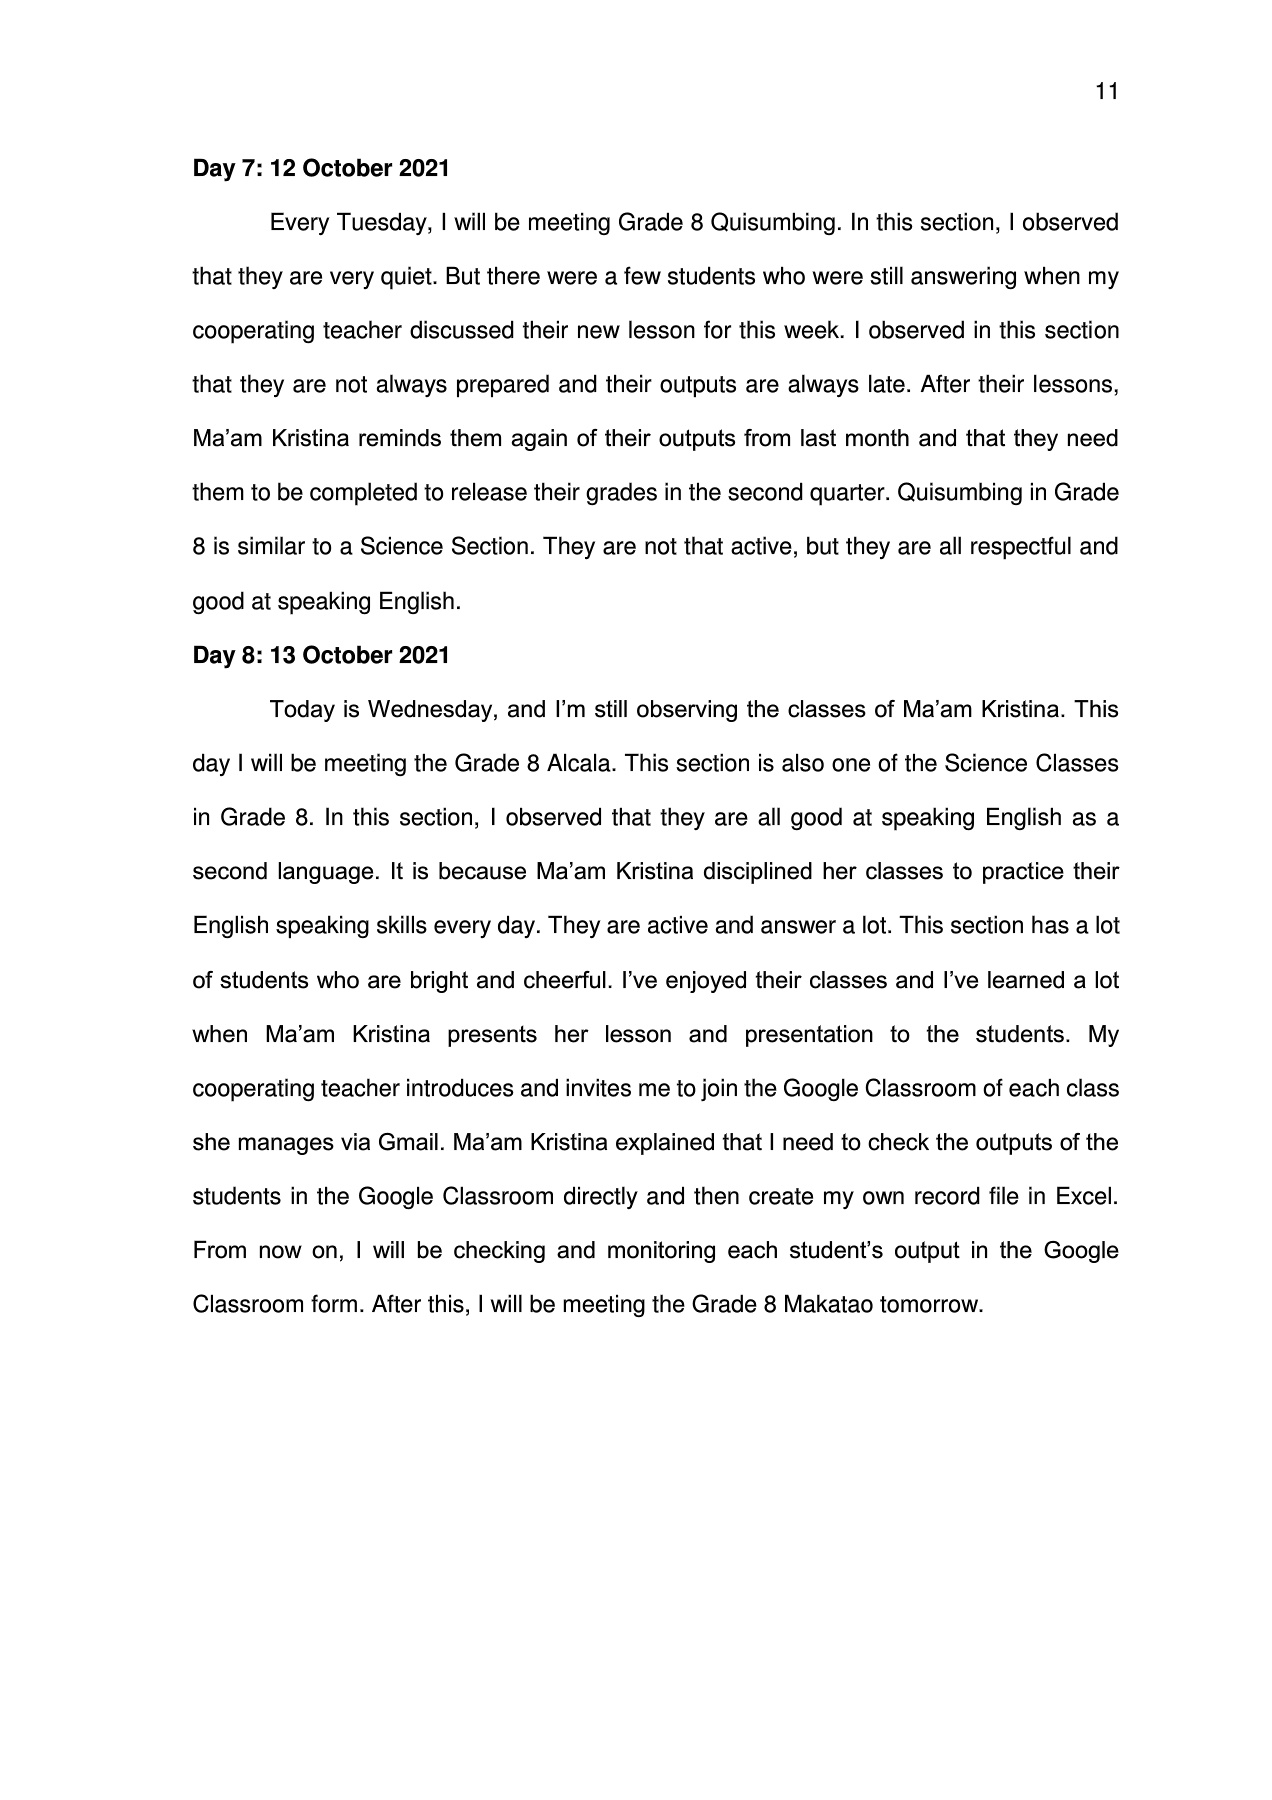 11
Day 7: 12 October 2021
Every Tuesday, I will be meeting Grade 8 Quisumbing. In this section, I observed
that they are very quiet. But there were a few students who were still answering when my
cooperating teacher discussed their new lesson for this week. I observed in this section
that they are not always prepared and their outputs are always late. After their lessons,
Ma’am Kristina reminds them again of their outputs from last month and that they need
them to be completed to release their grades in the second quarter. Quisumbing in Grade
8 is similar to a Science Section. They are not that active, but they are all respectful and
good at speaking English.
Day 8: 13 October 2021
Today is Wednesday, and I’m still observing the classes of Ma’am Kristina. This
day I will be meeting the Grade 8 Alcala. This section is also one of the Science Classes
in Grade 8. In this section, I observed that they are all good at speaking English as a
second language. It is because Ma’am Kristina disciplined her classes to practice their
English speaking skills every day. They are active and answer a lot. This section has a lot
of students who are bright and cheerful. I’ve enjoyed their classes and I’ve learned a lot
when Ma’am Kristina presents her lesson and presentation to the students. My
cooperating teacher introduces and invites me to join the Google Classroom of each class
she manages via Gmail. Ma’am Kristina explained that I need to check the outputs of the
students in the Google Classroom directly and then create my own record file in Excel.
From now on, I will be checking and monitoring each student’s output in the Google
Classroom form. After this, I will be meeting the Grade 8 Makatao tomorrow.